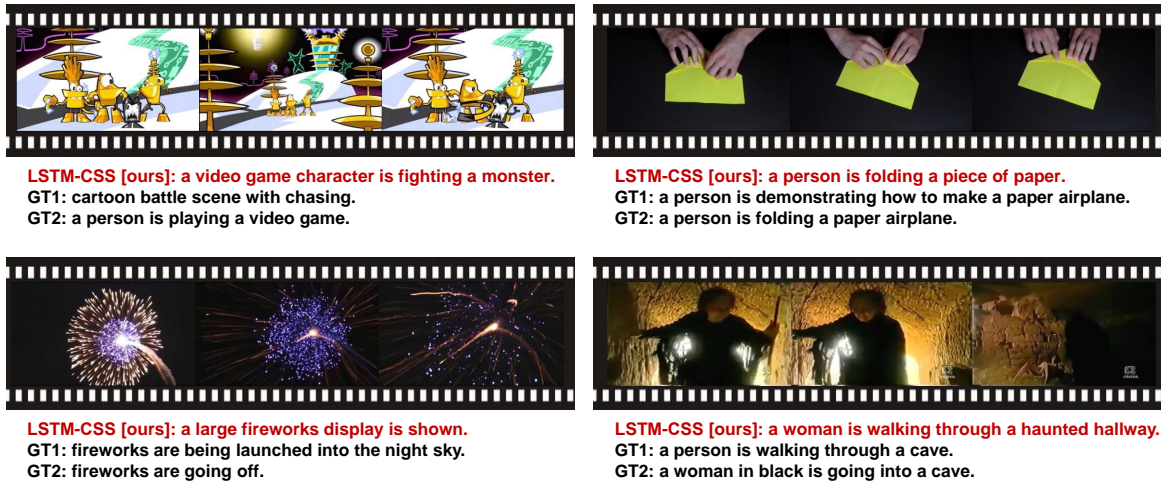 LSTM-CSS [ours]: a video game character is fighting a monster.
GT1: cartoon battle scene with chasing.
GT2: a person is playing a video game.
LSTM-CSS [ours]: a person is folding a piece of paper.
GT1: a person is demonstrating how to make a paper airplane.
GT2: a person is folding a paper airplane.
LSTM-CSS [ours]: a large fireworks display is shown.
GT1: fireworks are being launched into the night sky.
GT2: fireworks are going off.
LSTM-CSS [ours]: a woman is walking through a haunted hallway.
GT1: a person is walking through a cave.
GT2: a woman in black is going into a cave.